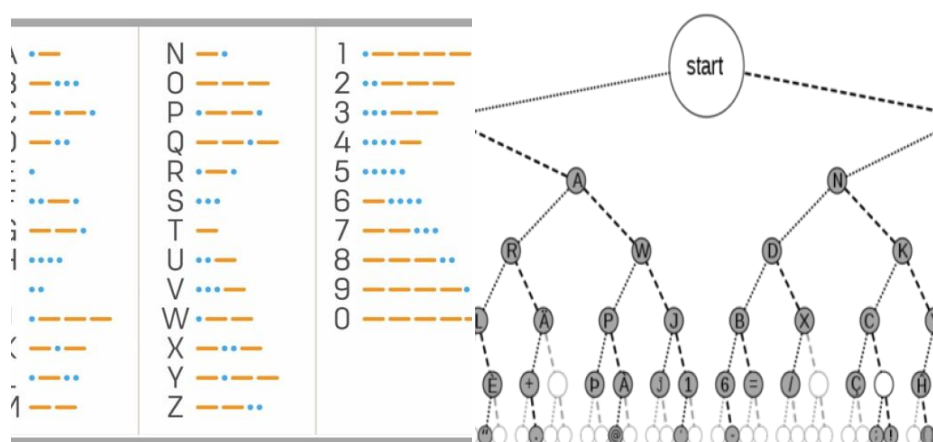 N
O
P
Q
R
S
T
U
V
W
X
Y
Z
1
2
3
4
5
6
7
8
9
0
start
A N
R W D K
L Ä P J B X C
È + Þ À 1 6 = / Ç Ĥ
" . @ !